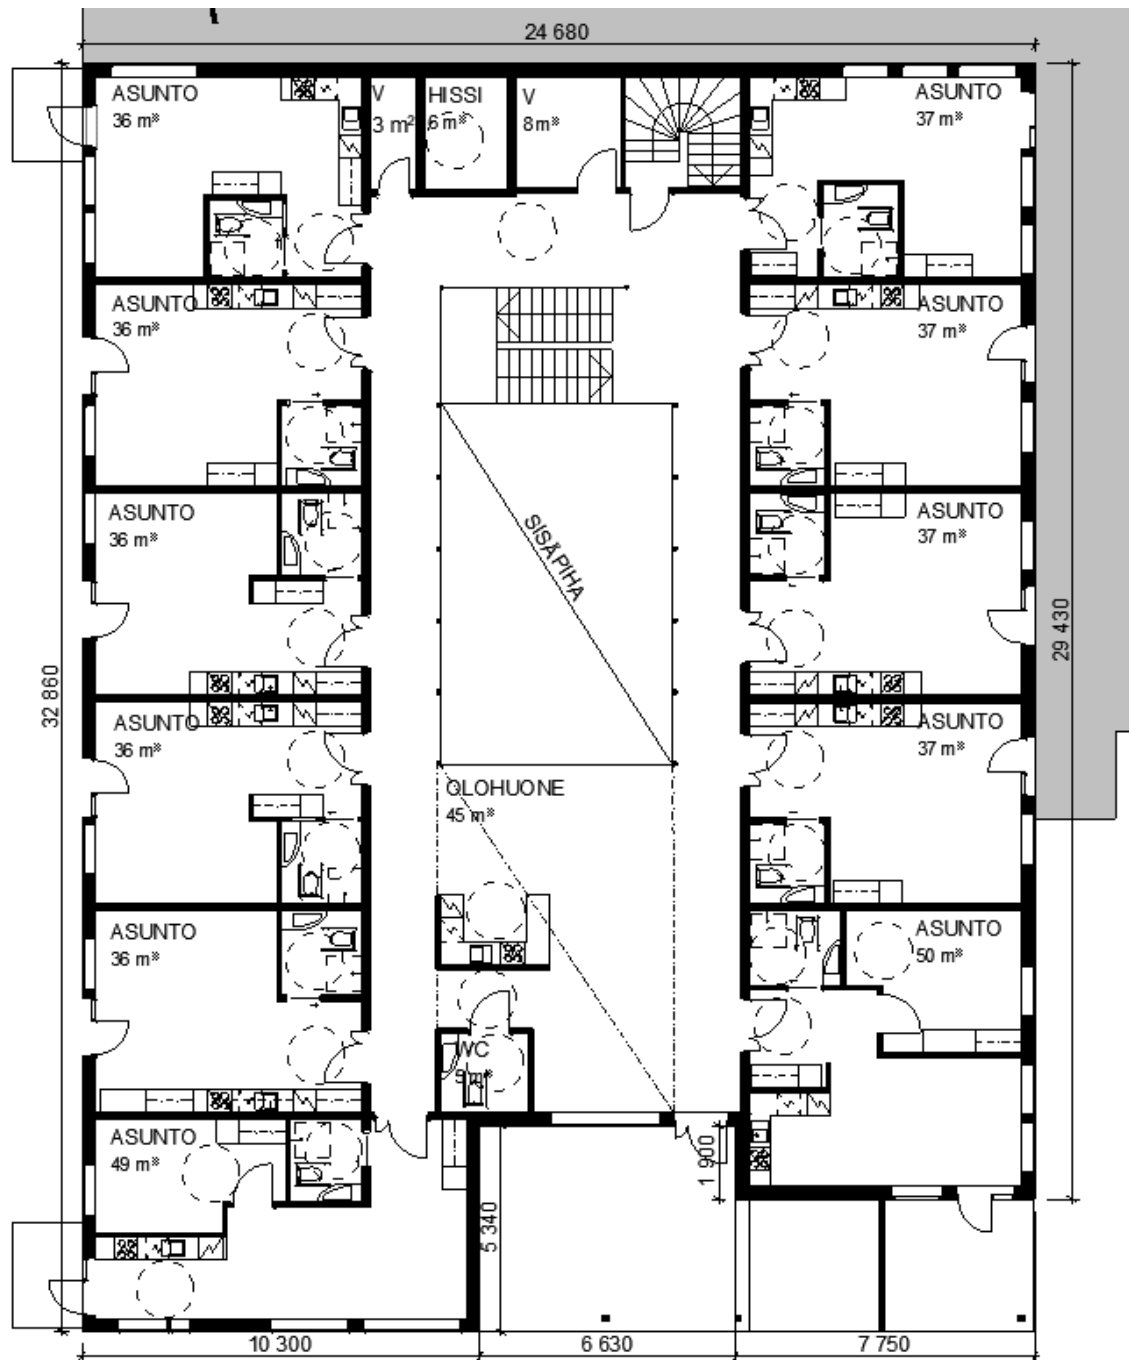 24 680
ASUNTO
36 m²
V
3 m²
HISSI
6 m²
V
8 m²
ASUNTO
37 m²
ASUNTO
36 m²
ASUNTO
37 m²
ASUNTO
36 m²
SISÄPIHA
ASUNTO
37 m²
32 860
29 430
ASUNTO
36 m²
OLOHUONE
45 m²
ASUNTO
37 m²
ASUNTO
36 m²
ASUNTO
50 m²
WC
5 m²
ASUNTO
49 m²
1 900
5 340
10 300
6 630
7 750